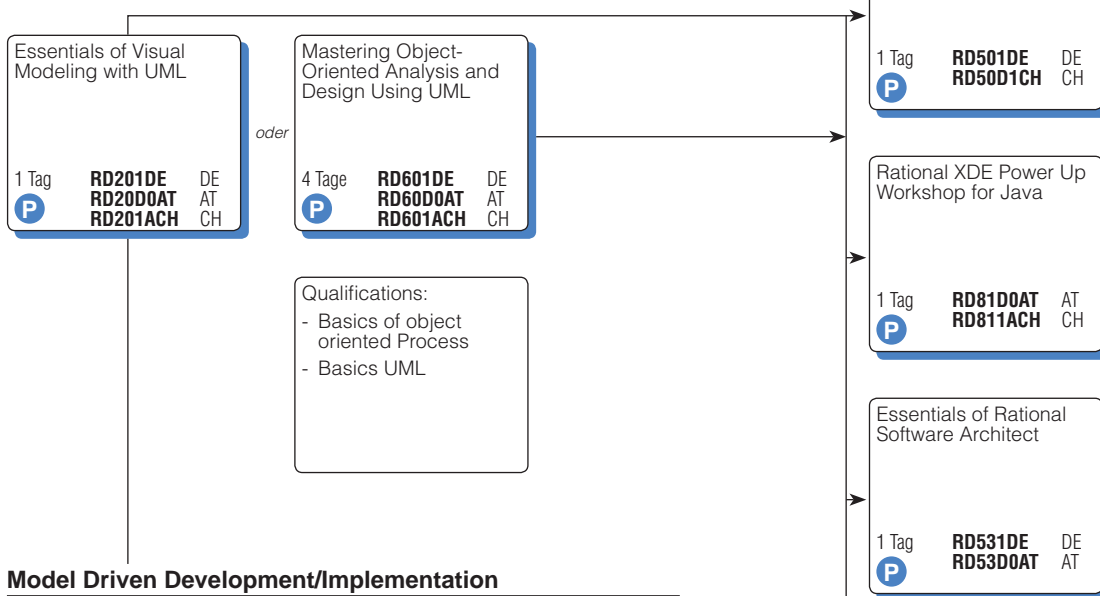 Essentials of Visual
Modeling with UML
1 Tag RD201DE DE
P RD20D0AT AT
RD201ACH CH
oder
Mastering Object-
Oriented Analysis and
Design Using UML
4 Tage RD601DE DE
P RD60D0AT AT
RD601ACH CH
Qualifications:
- Basics of object
oriented Process
- Basics UML
1 Tag RD501DE DE
P RD50D1CH CH
Rational XDE Power Up
Workshop for Java
1 Tag RD81D0AT AT
P RD811ACH CH
Essentials of Rational
Software Architect
1 Tag RD531DE DE
P RD53D0AT AT
Model Driven Development/Implementation